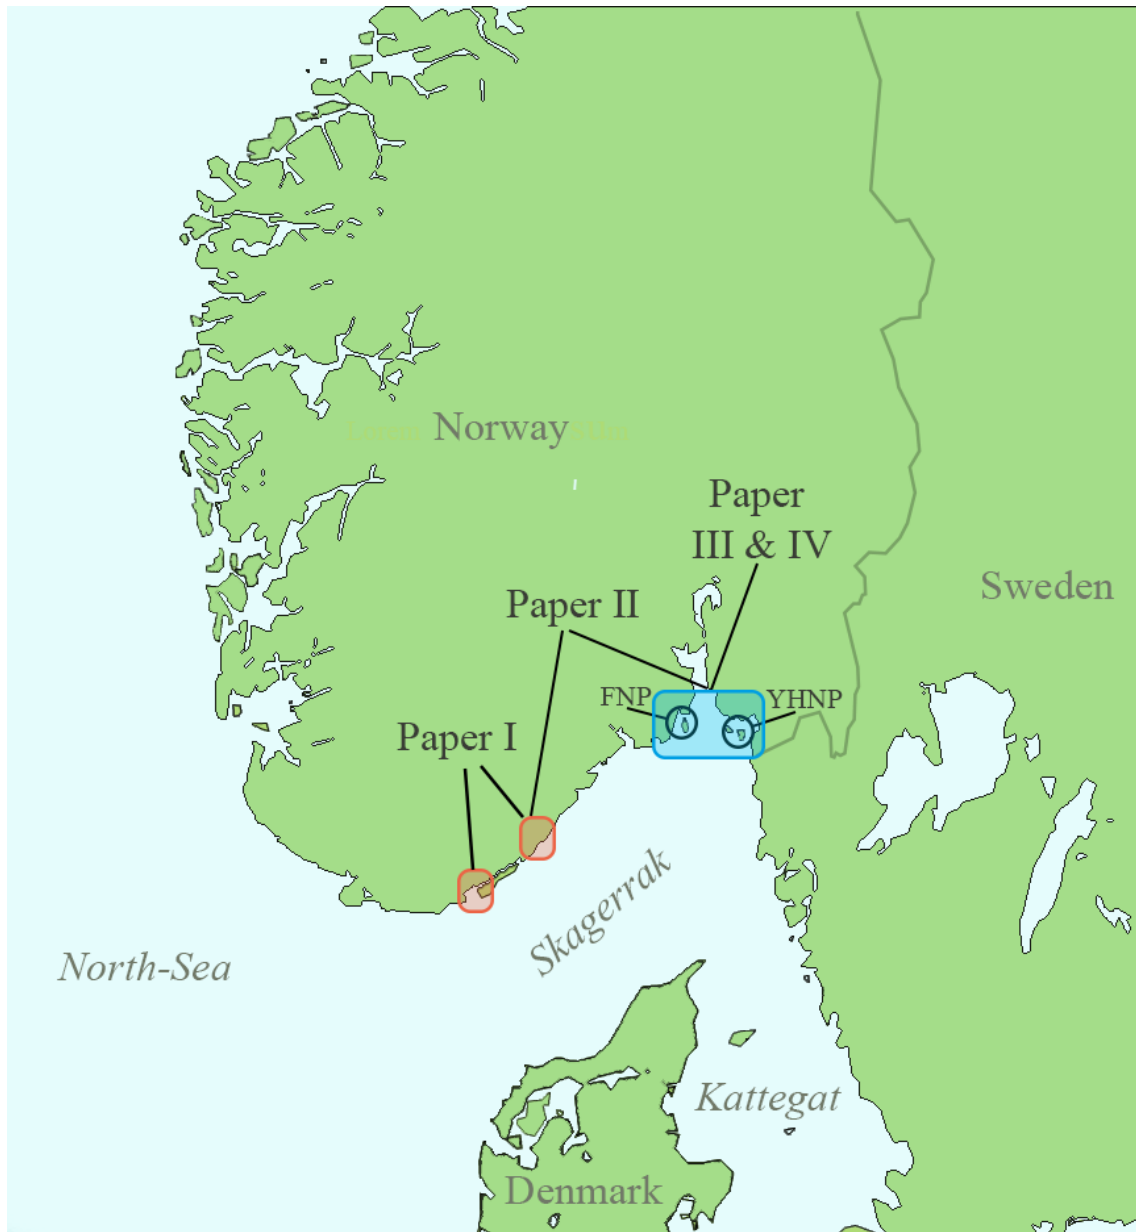 Norway
Paper
III & IV
Sweden
Paper II
FNP
YHNP
Paper I
Skagerrak
North-Sea
Kattegat
Denmark